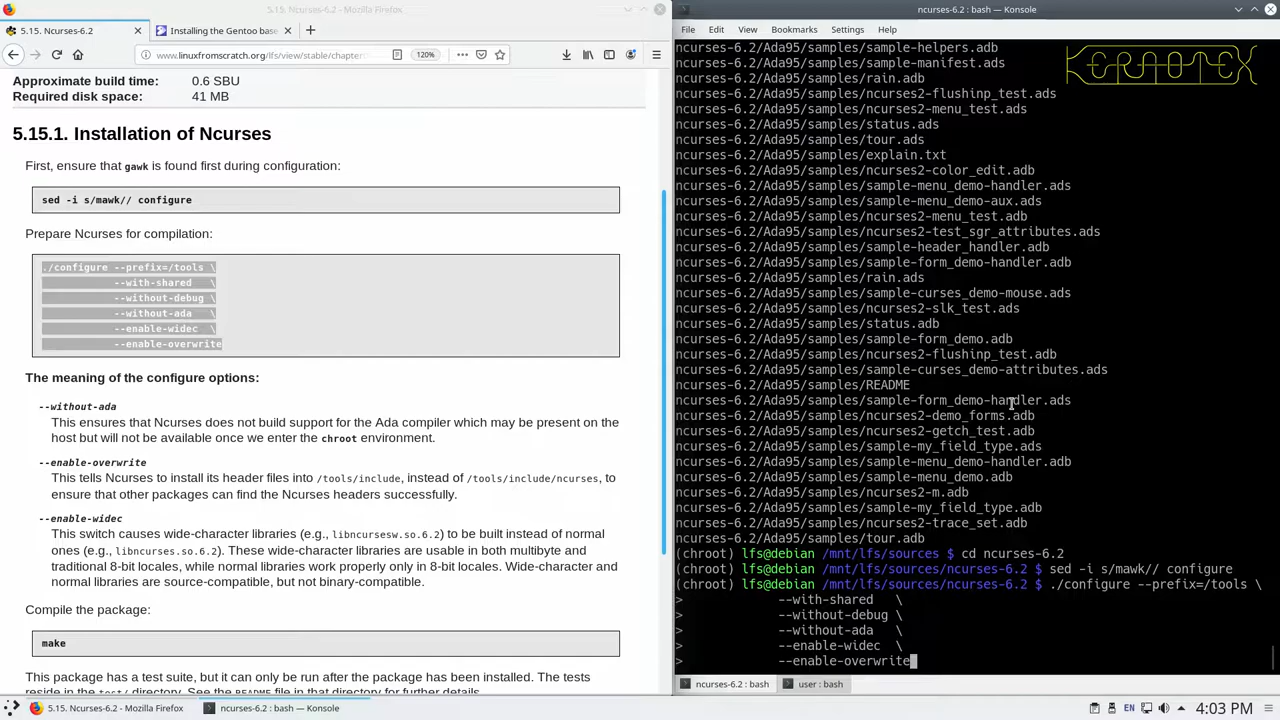 5.15. Ncurses-6.2 - Mozilla Firefox
5.15. Ncurses-6.2
Installing the Gentoo base
www.linuxfromscratch.org/lfs/view/stable/chapter
120%
Approximate build time: 0.6 SBU
Required disk space: 41 MB
5.15.1. Installation of Ncurses
First, ensure that gawk is found first during configuration:
sed -i s/mawk// configure
Prepare Ncurses for compilation:
./configure --prefix=/tools \
--with-shared \
--without-debug \
--without-ada \
--enable-widec \
--enable-overwrite
The meaning of the configure options:
--without-ada
This ensures that Ncurses does not build support for the Ada compiler which may be present on
the host but will not be available once we enter the chroot environment.
--enable-overwrite
This tells Ncurses to install its header files into /tools/include, instead of /tools/include/ncurses, to
ensure that other packages can find the Ncurses headers successfully.
--enable-widec
This switch causes wide-character libraries (e.g., libncursesw.so.6.2) to be built instead of normal
ones (e.g., libncurses.so.6.2). These wide-character libraries are usable in both multibyte and
traditional 8-bit locales, while normal libraries work properly only in 8-bit locales. Wide-character and
normal libraries are source-compatible, but not binary-compatible.
Compile the package:
make
This package has a test suite, but it can only be run after the package has been installed. The tests
reside in the test/ directory. See the README file in that directory for further details.
ncurses-6.2 : bash — Konsole
File Edit View Bookmarks Settings Help
KERAOTEX
ncurses-6.2/Ada95/samples/sample-helpers.adb
ncurses-6.2/Ada95/samples/sample-manifest.ads
ncurses-6.2/Ada95/samples/rain.adb
ncurses-6.2/Ada95/samples/ncurses2-flushinp_test.ads
ncurses-6.2/Ada95/samples/ncurses2-menu_test.ads
ncurses-6.2/Ada95/samples/status.ads
ncurses-6.2/Ada95/samples/tour.ads
ncurses-6.2/Ada95/samples/explain.txt
ncurses-6.2/Ada95/samples/ncurses2-color_edit.adb
ncurses-6.2/Ada95/samples/sample-menu_demo-handler.ads
ncurses-6.2/Ada95/samples/sample-menu_demo-aux.ads
ncurses-6.2/Ada95/samples/ncurses2-menu_test.adb
ncurses-6.2/Ada95/samples/ncurses2-test_sgr_attributes.ads
ncurses-6.2/Ada95/samples/sample-header_handler.adb
ncurses-6.2/Ada95/samples/sample-form_demo-handler.adb
ncurses-6.2/Ada95/samples/rain.ads
ncurses-6.2/Ada95/samples/sample-curses_demo-mouse.ads
ncurses-6.2/Ada95/samples/ncurses2-slk_test.ads
ncurses-6.2/Ada95/samples/status.adb
ncurses-6.2/Ada95/samples/sample-form_demo.adb
ncurses-6.2/Ada95/samples/ncurses2-flushinp_test.adb
ncurses-6.2/Ada95/samples/sample-curses_demo-attributes.ads
ncurses-6.2/Ada95/samples/README
ncurses-6.2/Ada95/samples/sample-form_demo-handler.ads
ncurses-6.2/Ada95/samples/ncurses2-demo_forms.adb
ncurses-6.2/Ada95/samples/ncurses2-getch_test.adb
ncurses-6.2/Ada95/samples/sample-my_field_type.ads
ncurses-6.2/Ada95/samples/sample-menu_demo-handler.adb
ncurses-6.2/Ada95/samples/sample-menu_demo.adb
ncurses-6.2/Ada95/samples/ncurses2-m.adb
ncurses-6.2/Ada95/samples/sample-my_field_type.adb
ncurses-6.2/Ada95/samples/ncurses2-trace_set.adb
ncurses-6.2/Ada95/samples/tour.adb
(chroot) lfs@debian /mnt/lfs/sources $ cd ncurses-6.2
(chroot) lfs@debian /mnt/lfs/sources/ncurses-6.2 $ sed -i s/mawk// configure
(chroot) lfs@debian /mnt/lfs/sources/ncurses-6.2 $ ./configure --prefix=/tools \
> --with-shared \
> --without-debug \
> --without-ada \
> --enable-widec \
> --enable-overwrite
ncurses-6.2 : bash
user : bash
5.15. Ncurses-6.2 - Mozilla Firefox
ncurses-6.2 : bash — Konsole
EN
4:03 PM